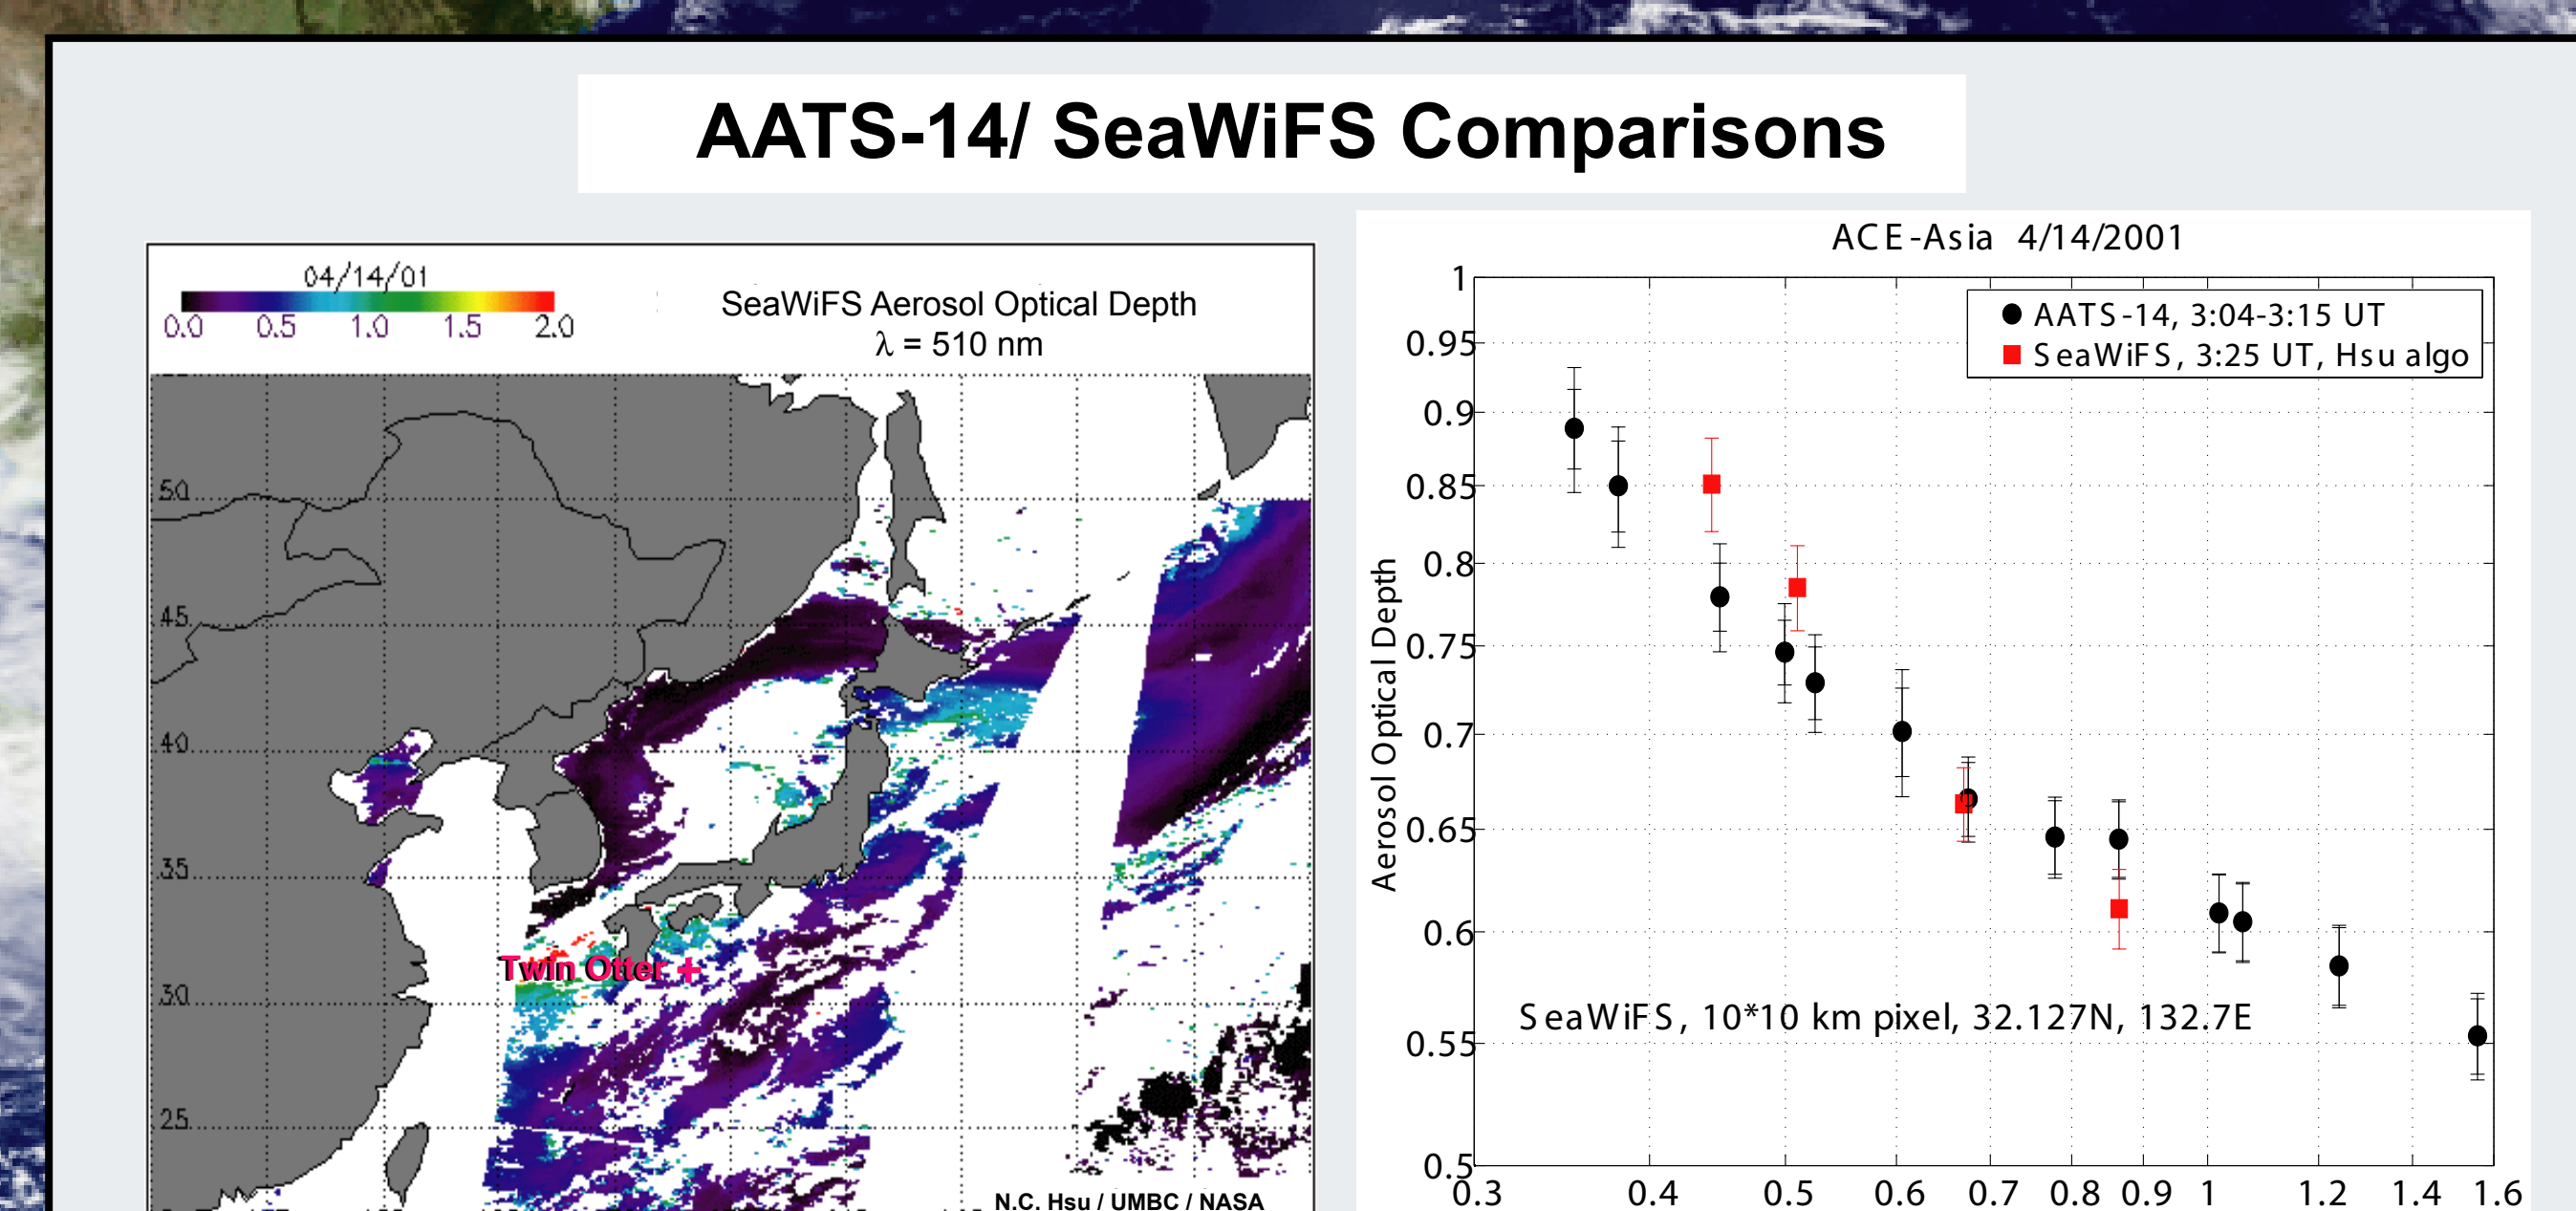 AATS-14/ SeaWiFS Comparisons
04/14/01
0.0 0.5 1.0 1.5 2.0
SeaWiFS Aerosol Optical Depth
λ = 510 nm
50
45
40
35
30
25
Twin Otter +
N.C. Hsu / UMBC / NASA
ACE-Asia 4/14/2001
AATS-14, 3:04-3:15 UT
SeaWiFS, 3:25 UT, Hsu algo
Aerosol Optical Depth
1
0.95
0.9
0.85
0.8
0.75
0.7
0.65
0.6
0.55
0.5
SeaWiFS, 10*10 km pixel, 32.127N, 132.7E
0.3 0.4 0.5 0.6 0.7 0.8 0.9 1 1.2 1.4 1.6